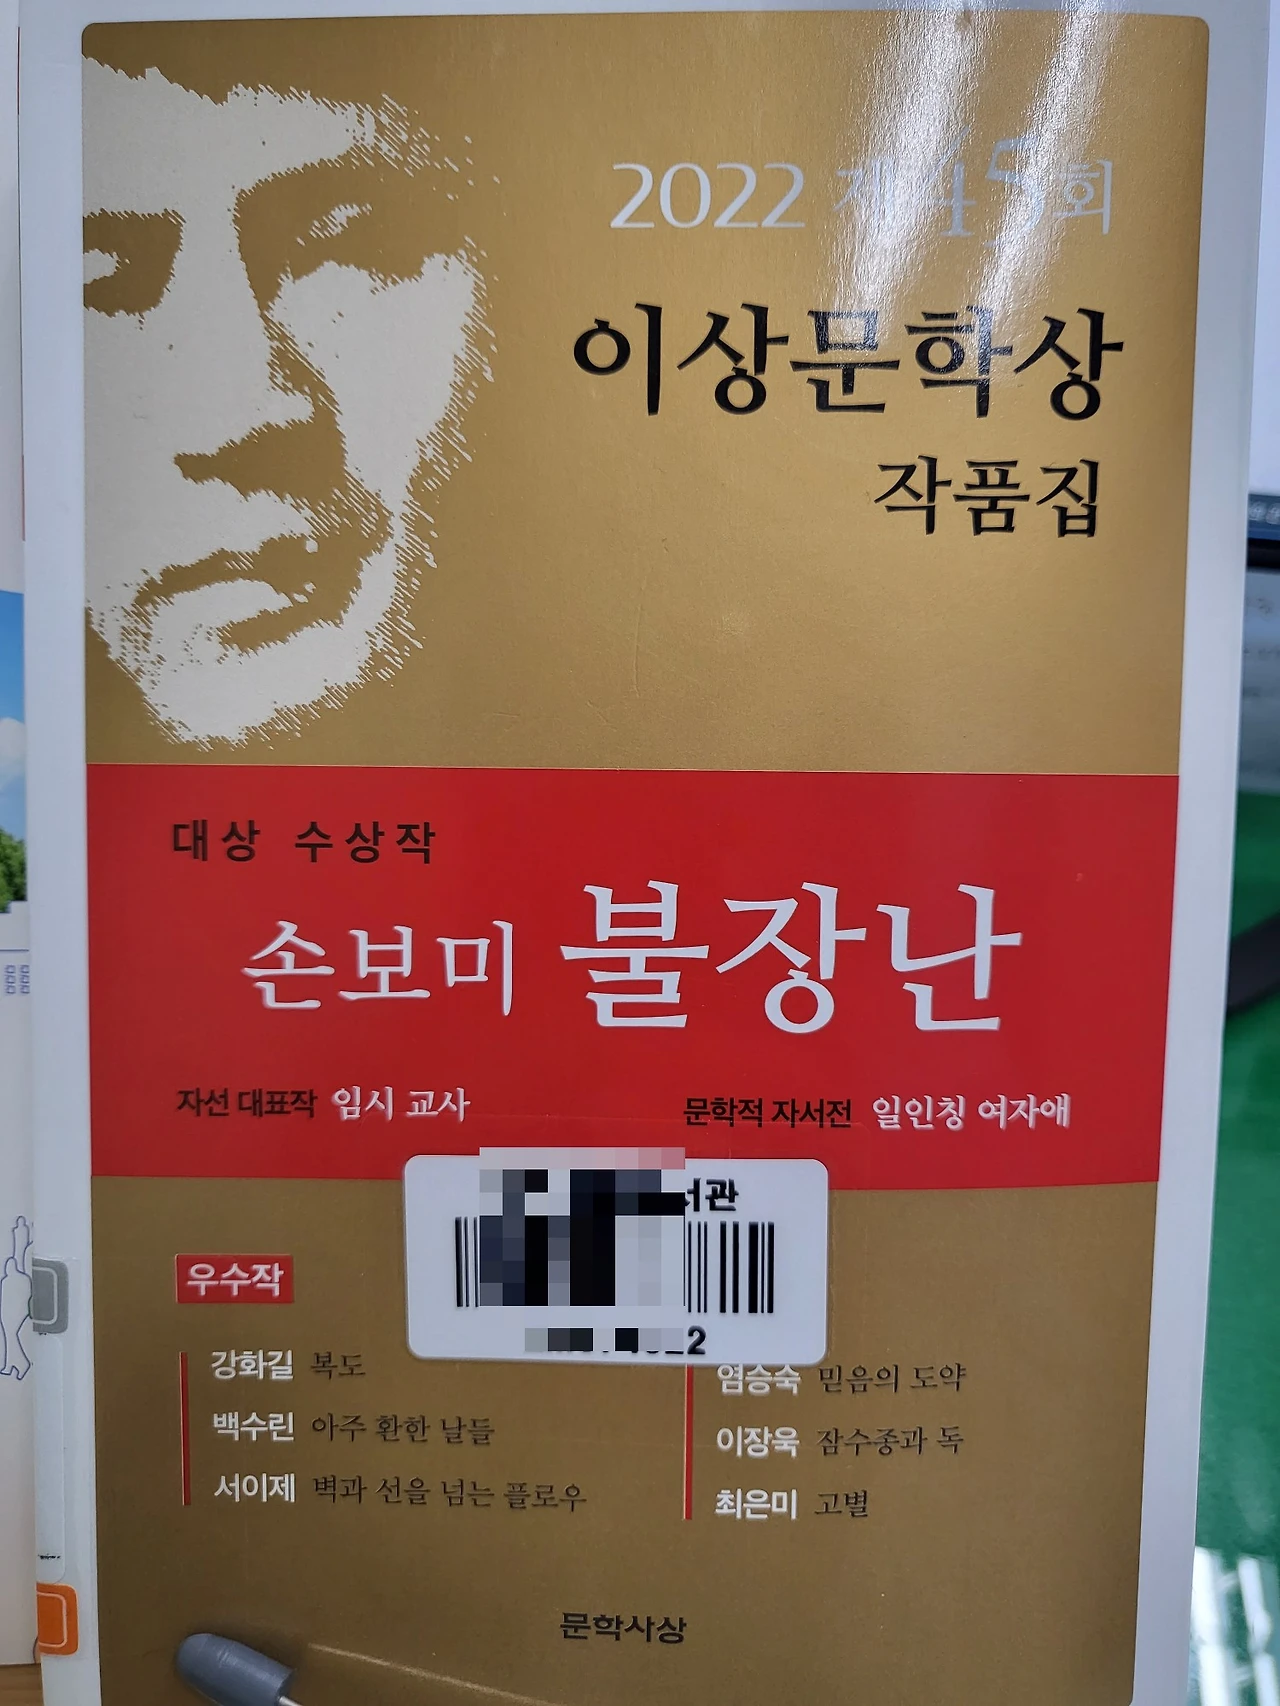 2022 제45회
이상문학상
작품집
대상 수상작
손보미 불장난
자선 대표작 임시 교사
문학적 자서전 일인칭 여자애
서관
2
우수작
강화길 복도
백수린 아주 환한 날들
서이제 벽과 선을 넘는 플로우
염승숙 믿음의 도약
이장욱 잠수종과 독
최은미 고별
문학사상